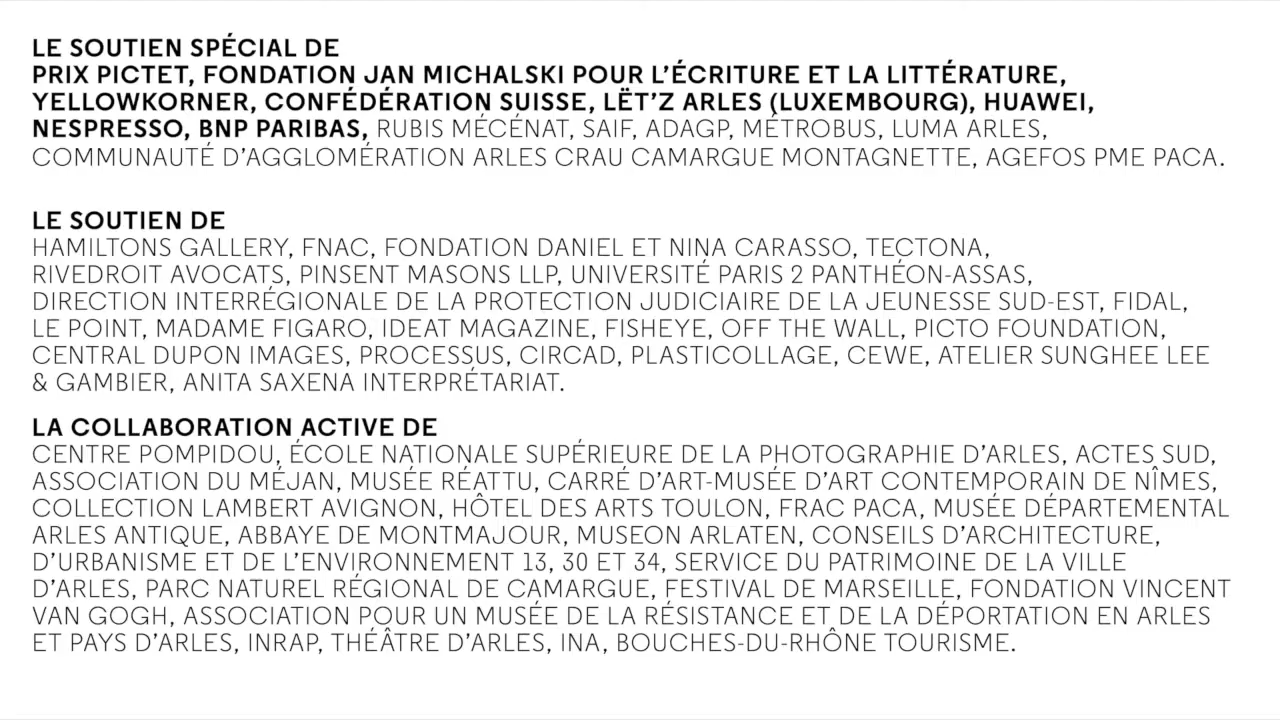 LE SOUTIEN SPÉCIAL DE
PRIX PICTET, FONDATION JAN MICHALSKI POUR L’ÉCRITURE ET LA LITTÉRATURE,
YELLOWKORNER, CONFÉDÉRATION SUISSE, LËT’Z ARLES (LUXEMBOURG), HUAWEI,
NESPRESSO, BNP PARIBAS, RUBIS MÉCÉNAT, SAIF, ADAGP, MÉTROBUS, LUMA ARLES,
COMMUNAUTÉ D’AGGLOMÉRATION ARLES CRAU CAMARGUE MONTAGNETTE, AGEFOS PME PACA.
LE SOUTIEN DE
HAMILTONS GALLERY, FNAC, FONDATION DANIEL ET NINA CARASSO, TECTONA,
RIVEDROIT AVOCATS, PINSENT MASONS LLP, UNIVERSITÉ PARIS 2 PANTHÉON-ASSAS,
DIRECTION INTERRÉGIONALE DE LA PROTECTION JUDICIAIRE DE LA JEUNESSE SUD-EST, FIDAL,
LE POINT, MADAME FIGARO, IDEAT MAGAZINE, FISHEYE, OFF THE WALL, PICTO FOUNDATION,
CENTRAL DUPON IMAGES, PROCESSUS, CIRCAD, PLASTICOLLAGE, CEWE, ATELIER SUNGHEE LEE
& GAMBIER, ANITA SAXENA INTERPRÉTARIAT.
LA COLLABORATION ACTIVE DE
CENTRE POMPIDOU, ÉCOLE NATIONALE SUPÉRIEURE DE LA PHOTOGRAPHIE D’ARLES, ACTES SUD,
ASSOCIATION DU MÉJAN, MUSÉE RÉATTU, CARRÉ D’ART-MUSÉE D’ART CONTEMPORAIN DE NÎMES,
COLLECTION LAMBERT AVIGNON, HÔTEL DES ARTS TOULON, FRAC PACA, MUSÉE DÉPARTEMENTAL
ARLES ANTIQUE, ABBAYE DE MONTMAJOUR, MUSEON ARLATEN, CONSEILS D’ARCHITECTURE,
D’URBANISME ET DE L’ENVIRONNEMENT 13, 30 ET 34, SERVICE DU PATRIMOINE DE LA VILLE
D’ARLES, PARC NATUREL RÉGIONAL DE CAMARGUE, FESTIVAL DE MARSEILLE, FONDATION VINCENT
VAN GOGH, ASSOCIATION POUR UN MUSÉE DE LA RÉSISTANCE ET DE LA DÉPORTATION EN ARLES
ET PAYS D’ARLES, INRAP, THÉÂTRE D’ARLES, INA, BOUCHES-DU-RHÔNE TOURISME.